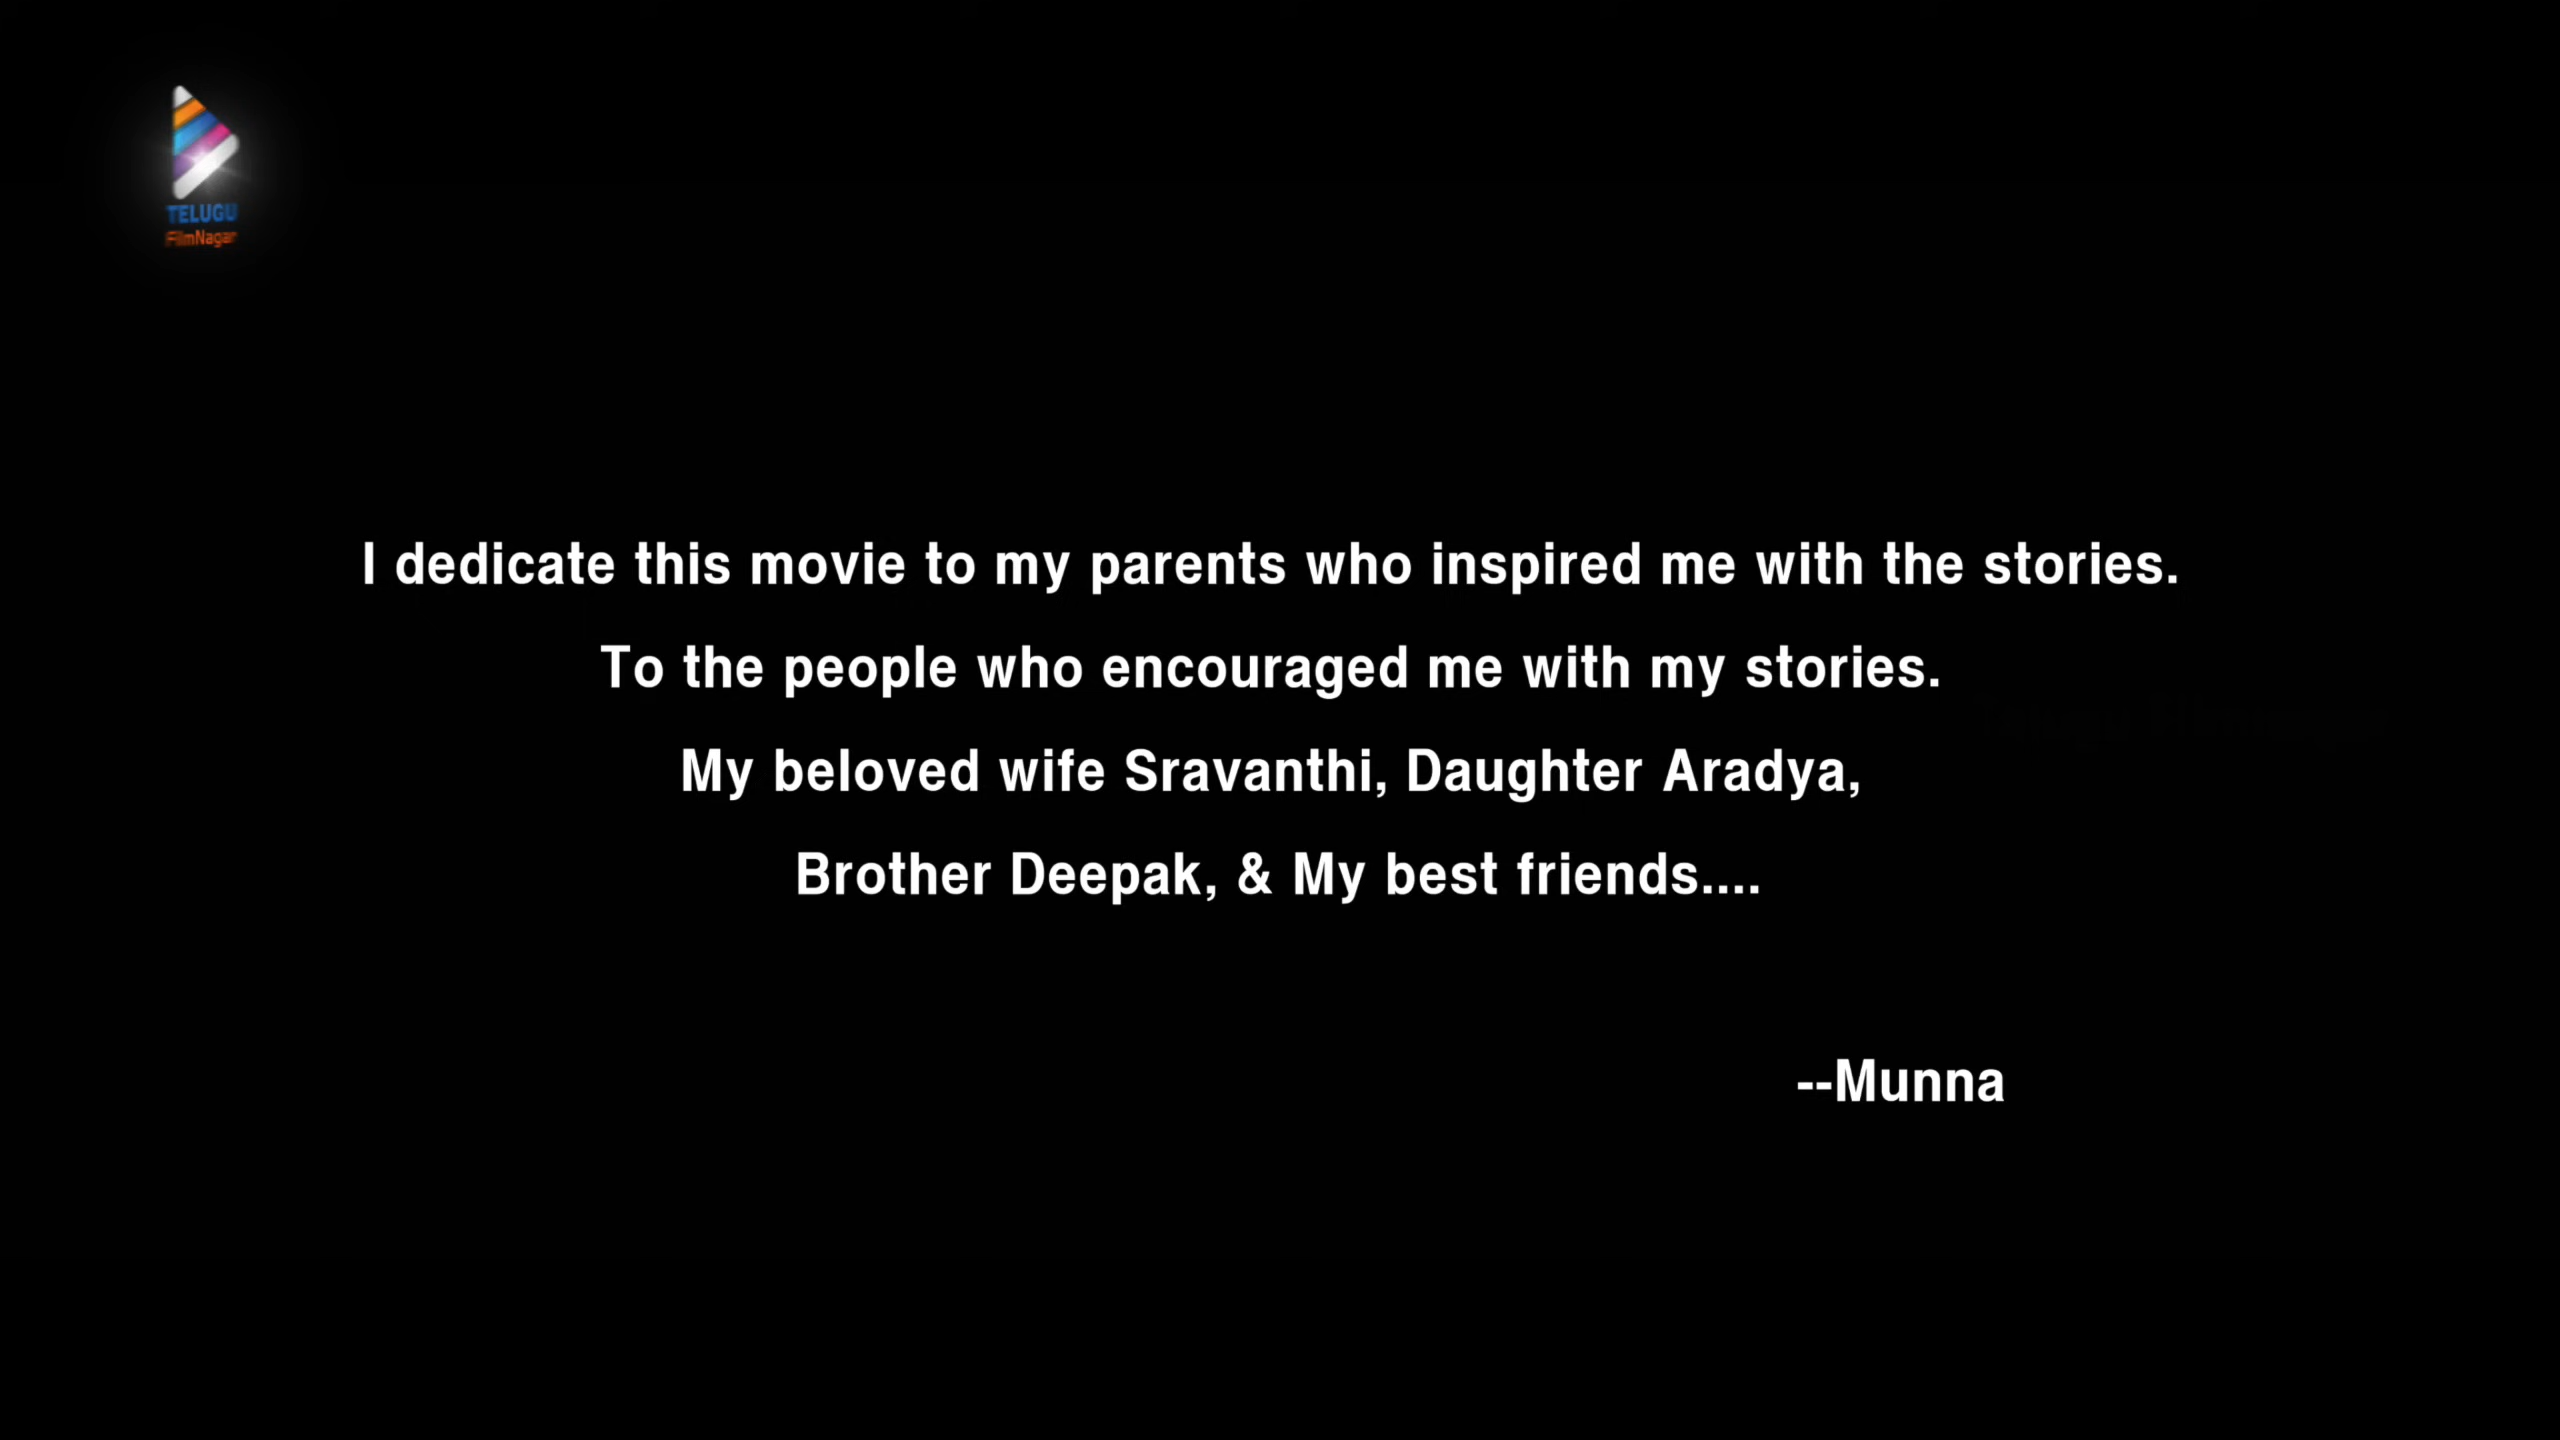 TELUGU
FilmNagar
I dedicate this movie to my parents who inspired me with the stories.
To the people who encouraged me with my stories.
My beloved wife Sravanthi, Daughter Aradya,
Brother Deepak, & My best friends....
--Munna